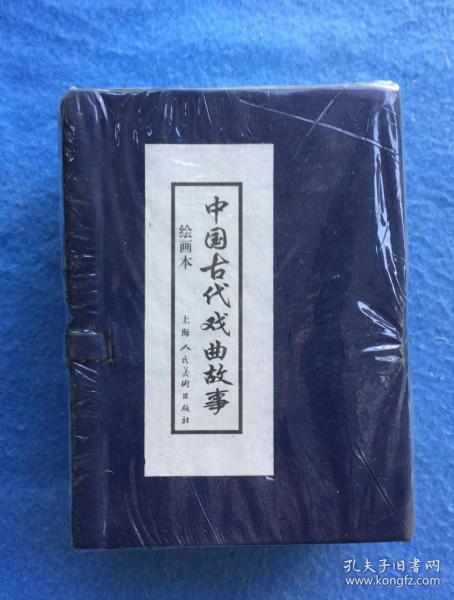 中国古代戏曲故事
绘画本
上海人民美術出版社
孔夫子旧书网
www.kongfz.com